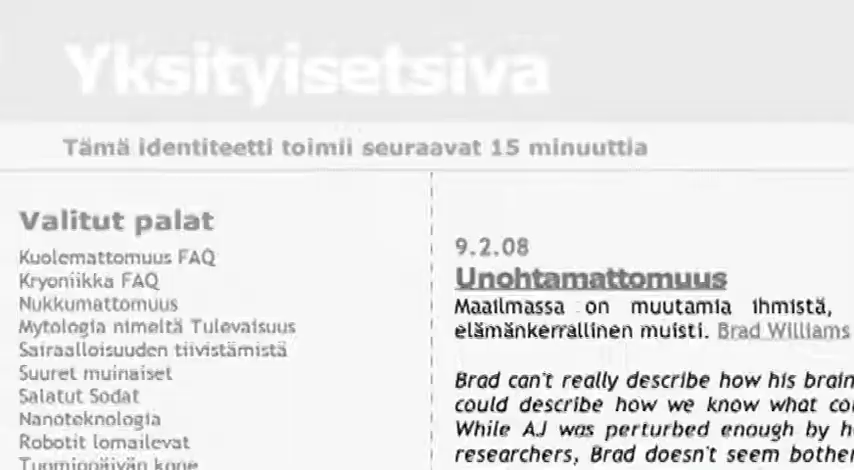 Yksityisetsivä
Tämä identiteetti toimii seuraavat 15 minuuttia
Valitut palat
Kuolemattomuus FAQ
Kryoniikka FAQ
Nukkumattomuus
Mytologia nimeltä Tulevaisuus
Sairaalloisuuden tiivistämistä
Suuret muinaiset
Salatut Sodat
Nanoteknologia
Robotit lomailevat
Tuomiopäivän kone
9.2.08
Unohtamattomuus
Maailmassa on muutamia ihmistä,
elämänkerrallinen muisti. Brad Williams
Brad can't really describe how his brain
could describe how we know what
While AJ was perturbed enough by
researchers, Brad doesn't seem